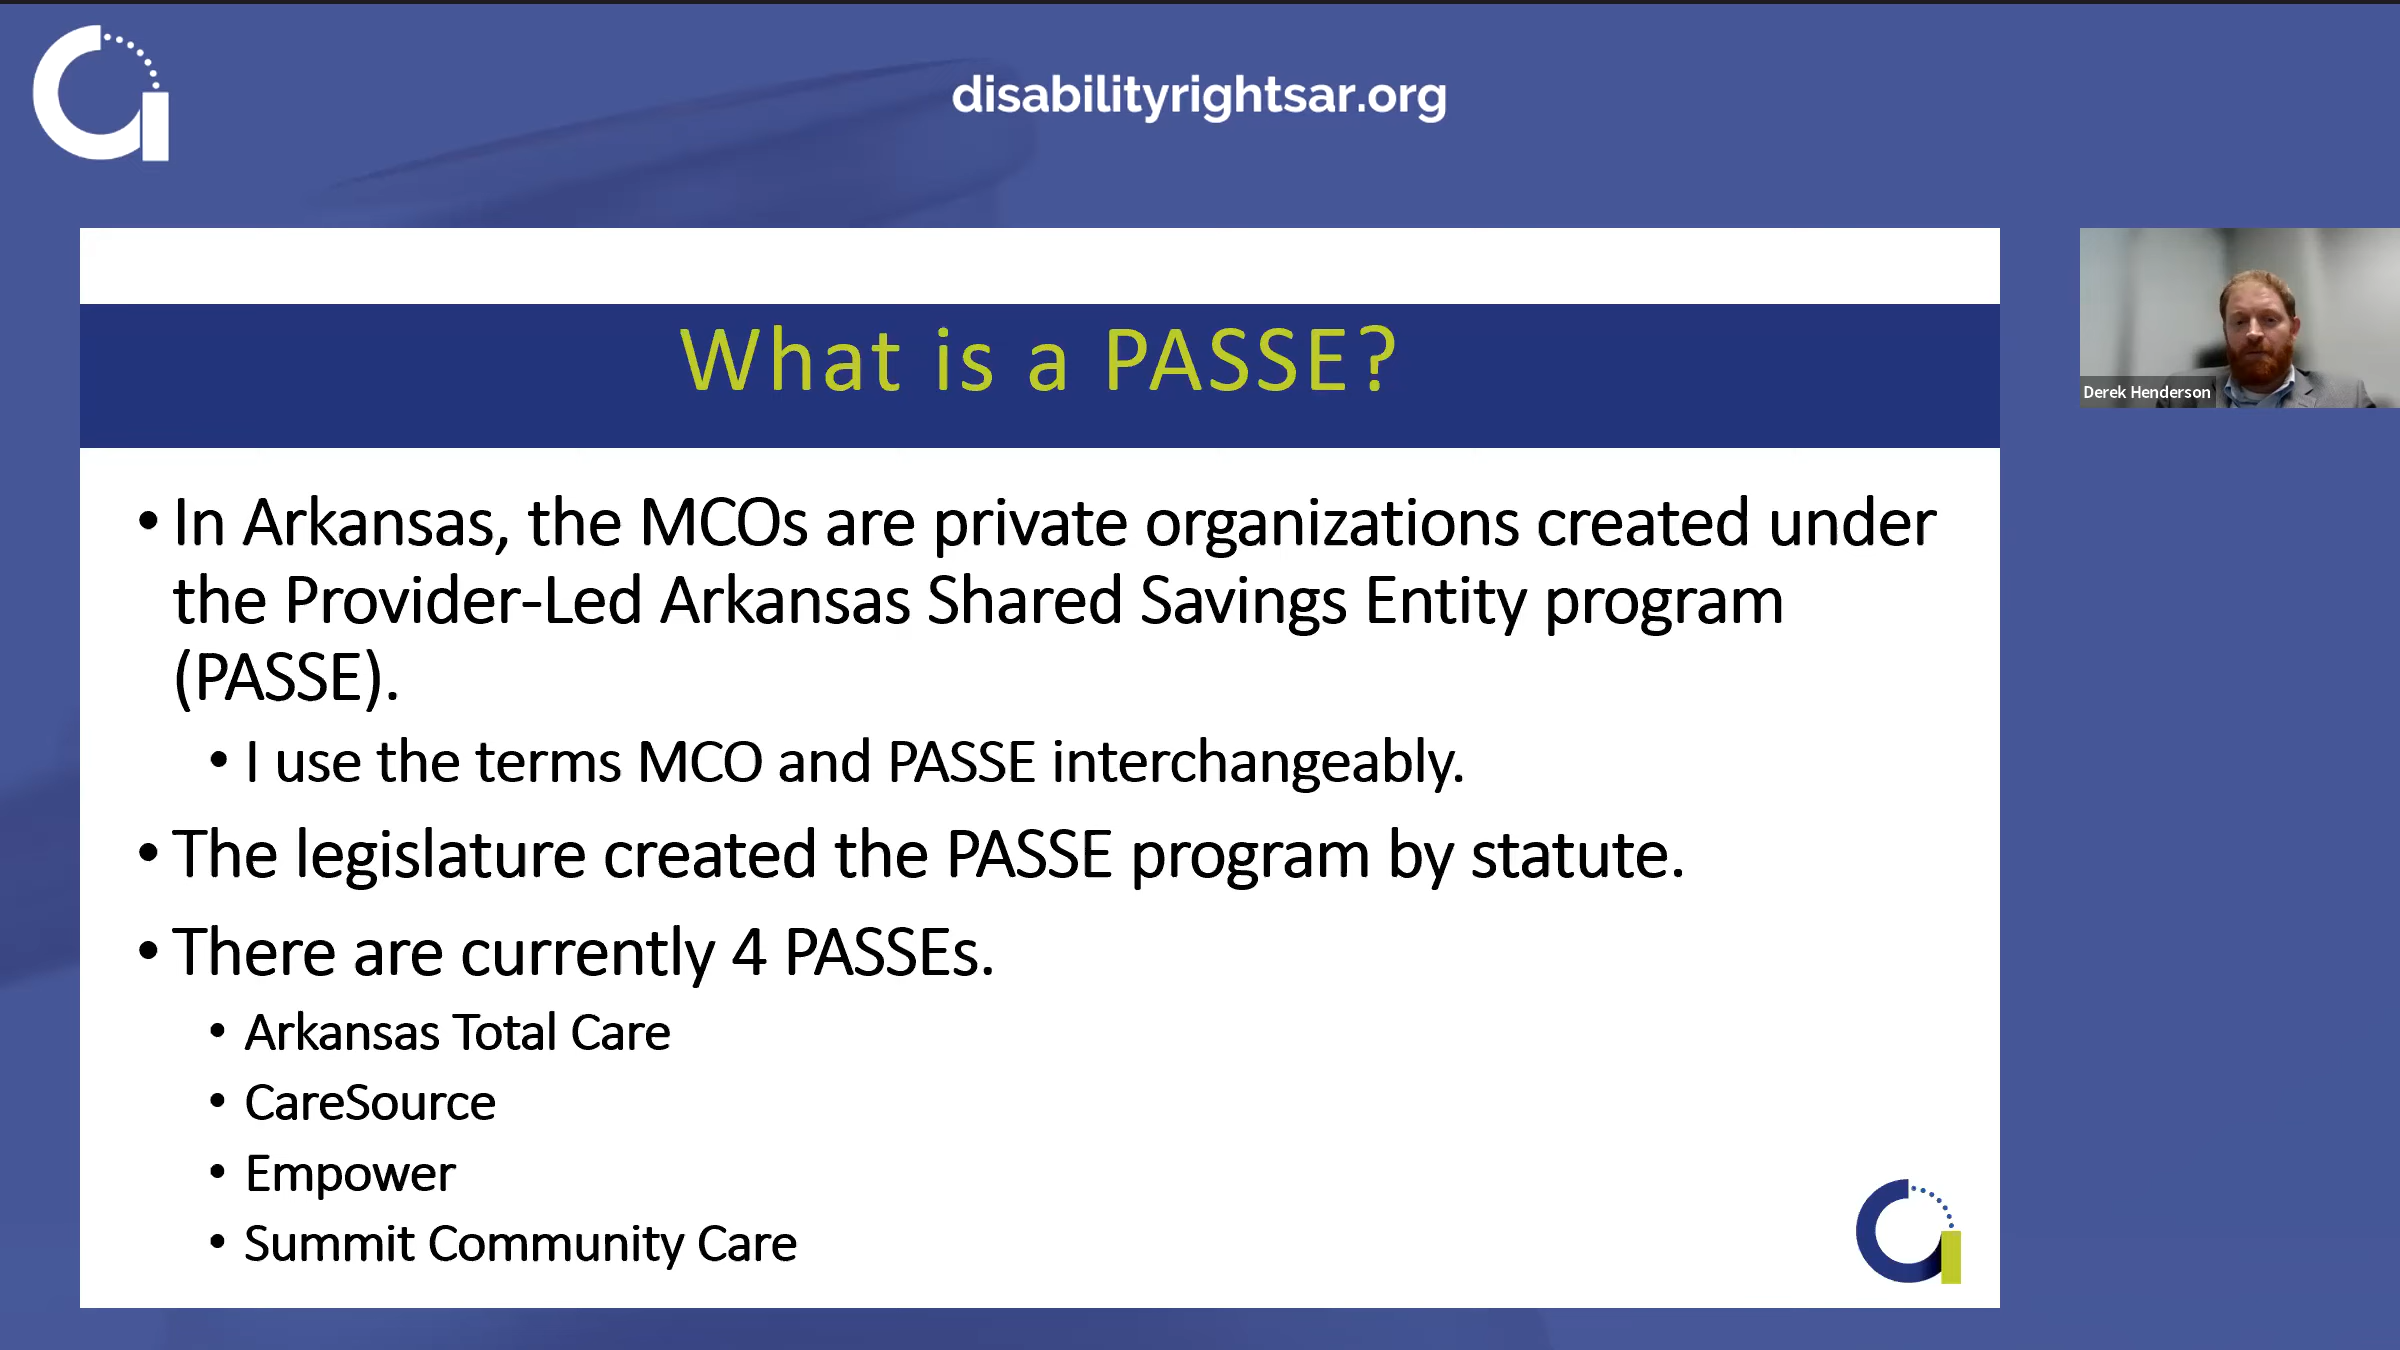 disabilityrightsar.org
What is a PASSE?
Derek Henderson
• In Arkansas, the MCOs are private organizations created under
the Provider-Led Arkansas Shared Savings Entity program
(PASSE).
• I use the terms MCO and PASSE interchangeably.
• The legislature created the PASSE program by statute.
• There are currently 4 PASSEs.
• Arkansas Total Care
• CareSource
• Empower
• Summit Community Care